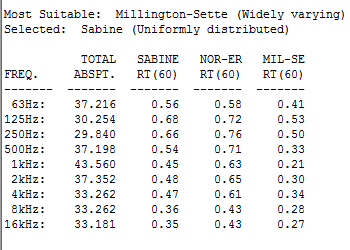 Most Suitable:  Millington-Sette (Widely varying)
Selected:  Sabine (Uniformly distributed)
TOTAL SABINE NOR-ER MIL-SE
FREQ. ABSPT. RT(60) RT(60) RT(60)
------- ------- ------- ------- -------
63Hz: 37.216 0.56 0.58 0.41
125Hz: 30.254 0.68 0.72 0.53
250Hz: 29.840 0.66 0.76 0.50
500Hz: 37.198 0.54 0.71 0.33
1kHz: 43.560 0.45 0.63 0.21
2kHz: 37.352 0.48 0.65 0.30
4kHz: 33.262 0.47 0.61 0.34
8kHz: 33.262 0.36 0.43 0.28
16kHz: 33.181 0.35 0.43 0.27